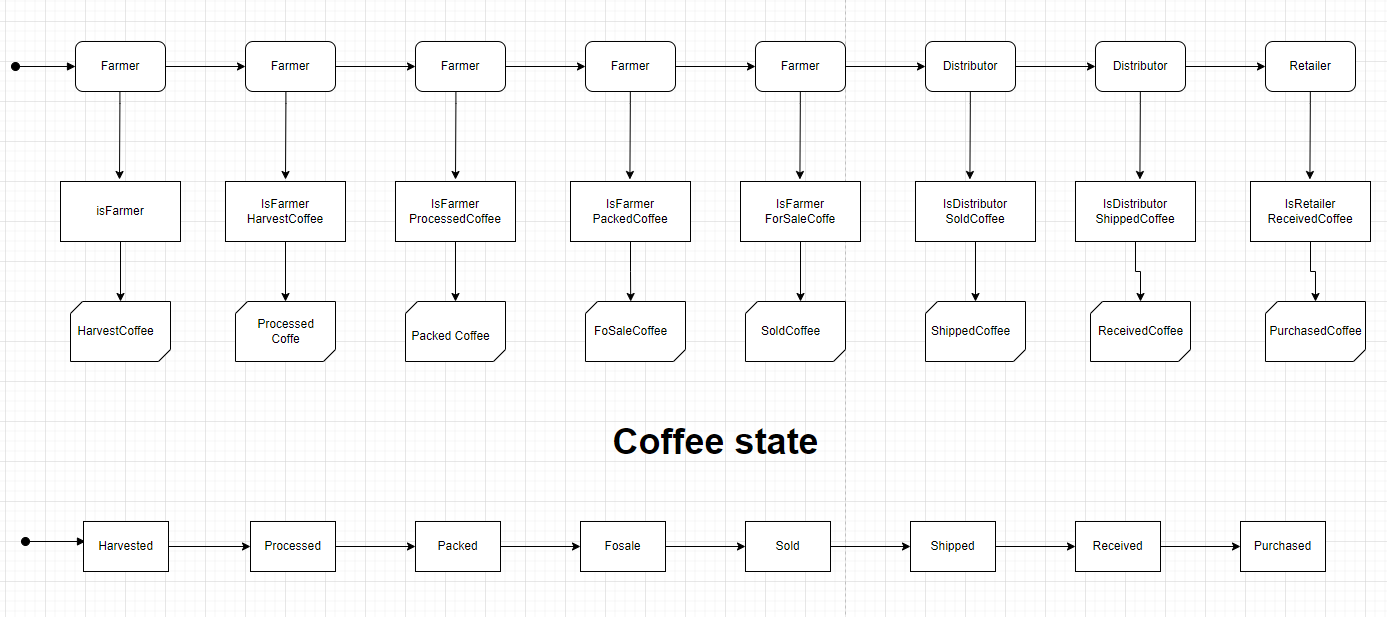 Farmer
Farmer
Farmer
Farmer
Farmer
Distributor
Distributor
Retailer
isFarmer
IsFarmer
HarvestCoffee
IsFarmer
ProcessedCoffee
IsFarmer
PackedCoffee
IsFarmer
ForSaleCoffe
IsDistributor
SoldCoffee
IsDistributor
ShippedCoffee
IsRetailer
ReceivedCoffee
HarvestCoffee
Processed
Coffe
Packed Coffee
FoSaleCoffee
SoldCoffee
ShippedCoffee
ReceivedCoffee
PurchasedCoffee
Coffee state
Harvested
Processed
Packed
Fosale
Sold
Shipped
Received
Purchased